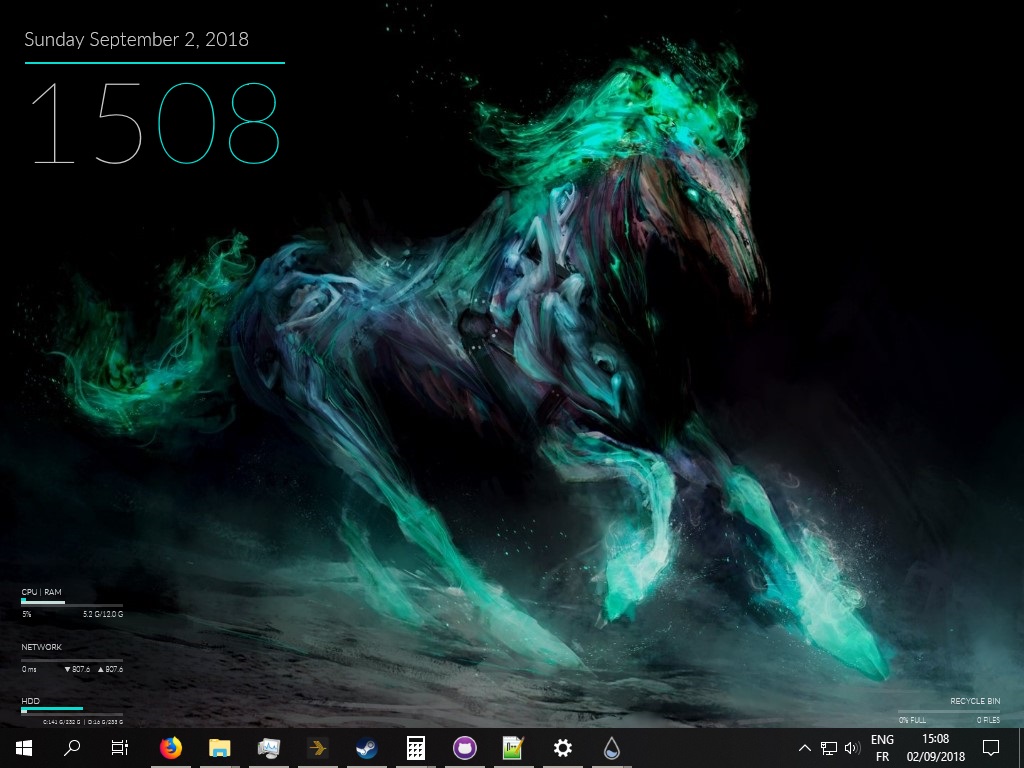 Sunday September 2, 2018
1508
CPU | RAM
5% 5.2 G/12.0 G
NETWORK
0 ms ▼ 807.6 ▲ 807.6
HDD
C:141 G/232 G | D:16 G/233 G
RECYCLE BIN
0% FULL 0 FILES
ENG 15:08
FR 02/09/2018